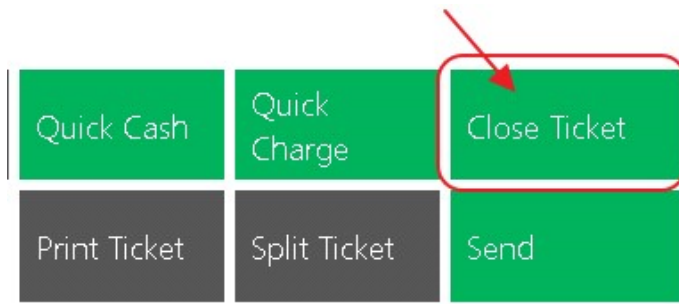 Quick Cash
Quick
Charge
Close Ticket
Print Ticket
Split Ticket
Send